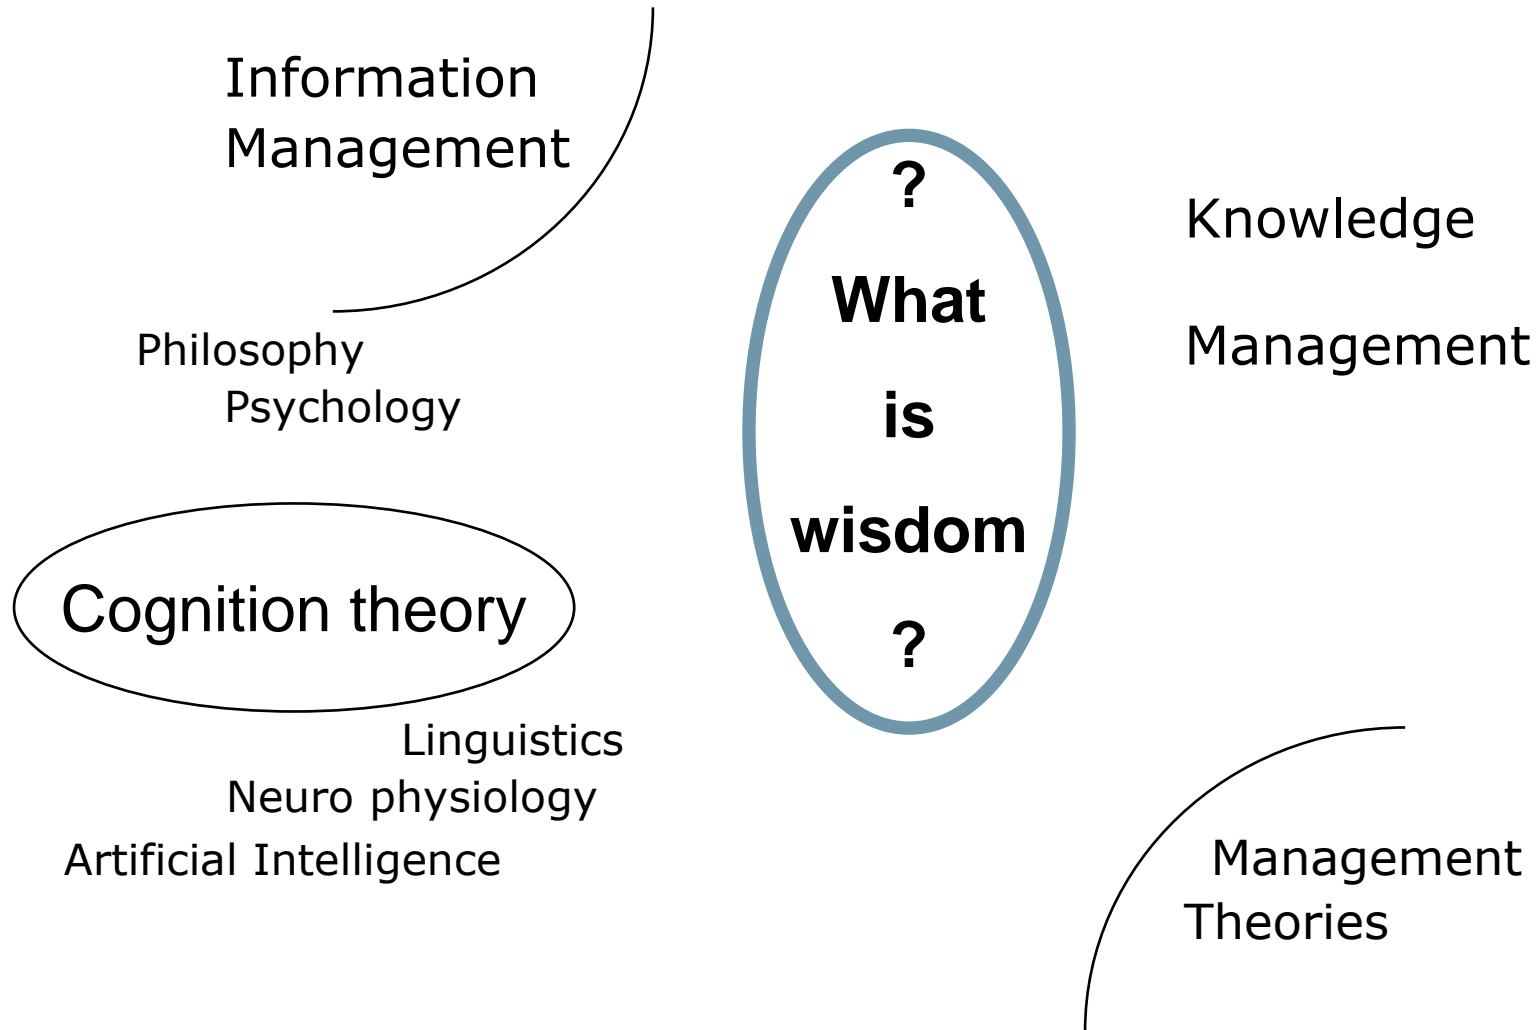 Information
Management
Philosophy
Psychology
Cognition theory
Linguistics
Neuro physiology
Artificial Intelligence
?
What
is
wisdom
?
Knowledge
Management
Management
Theories